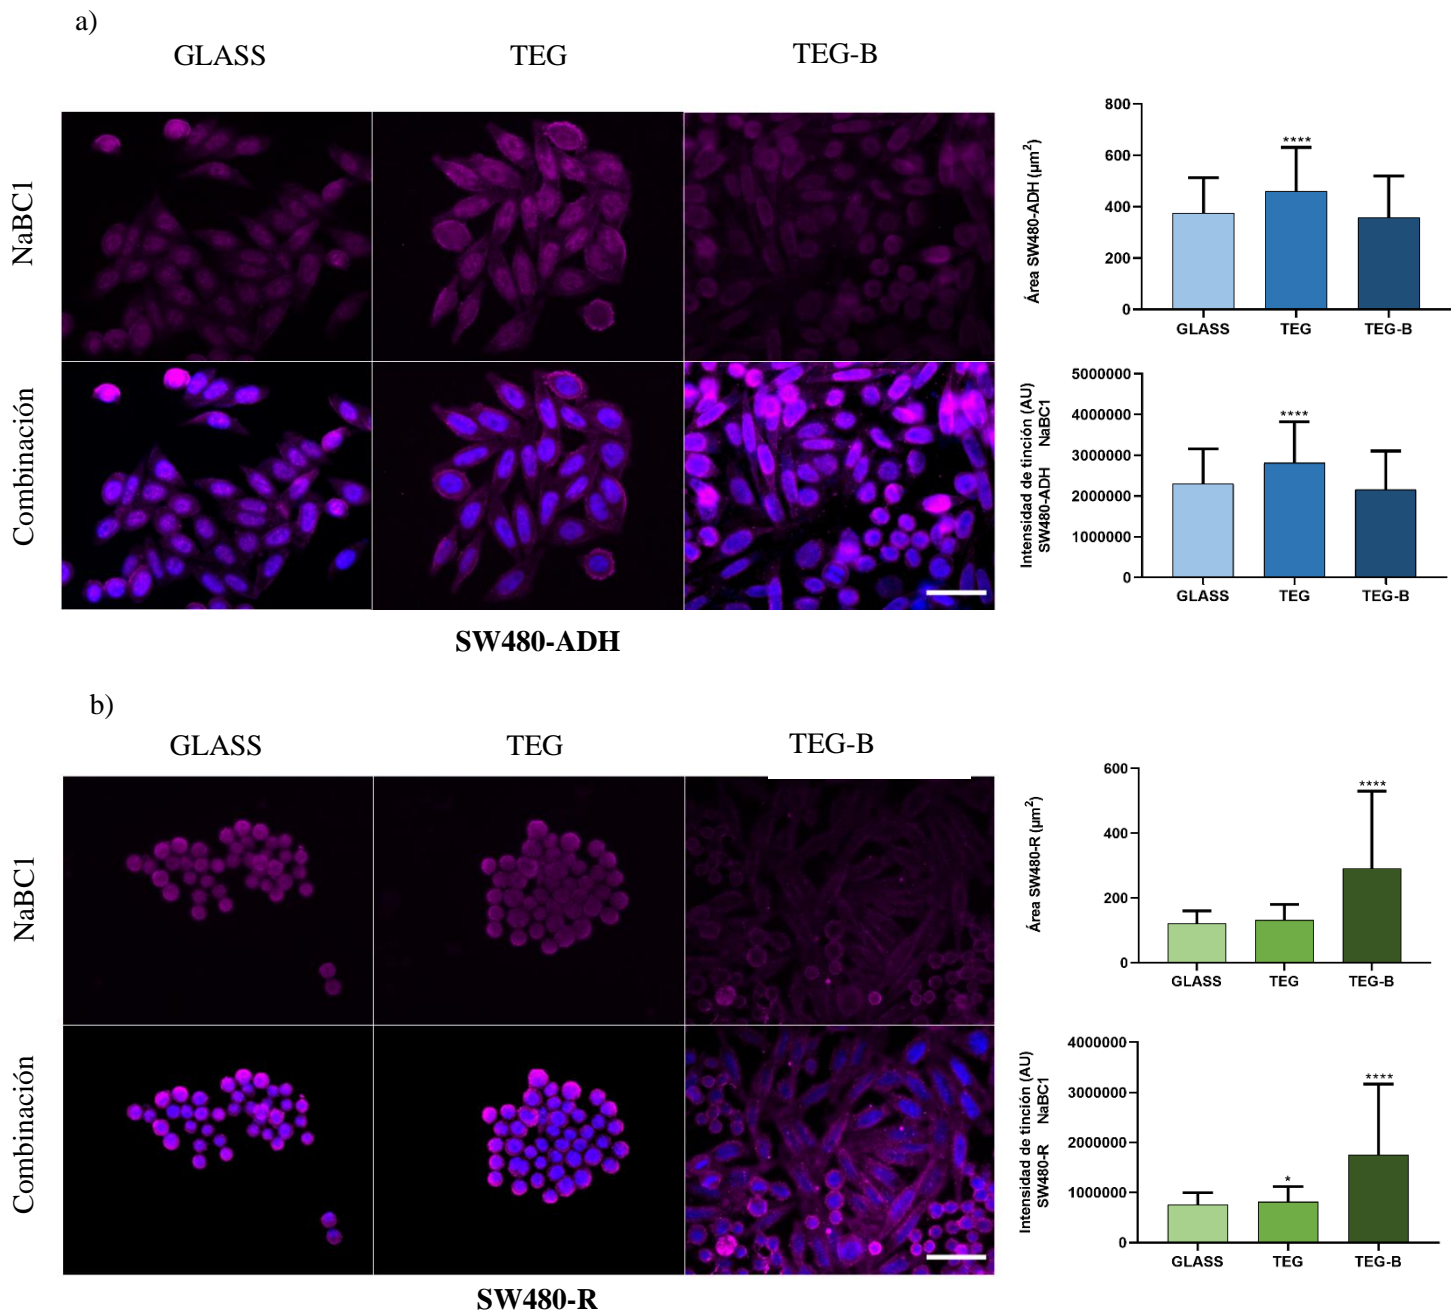 a)
GLASS TEG TEG-B
NaBC1
Combinación
SW480-ADH
800
600
400
200
0
Área SW480-ADH (µm²)
****
GLASS TEG TEG-B
5000000
4000000
3000000
2000000
1000000
0
Intensidad de tinción (AU)
SW480-ADH NaBC1
****
GLASS TEG TEG-B
b)
GLASS TEG TEG-B
NaBC1
Combinación
SW480-R
600
400
200
0
Área SW480-R (µm²)
****
GLASS TEG TEG-B
4000000
3000000
2000000
1000000
0
Intensidad de tinción (AU)
SW480-R NaBC1
*
****
GLASS TEG TEG-B